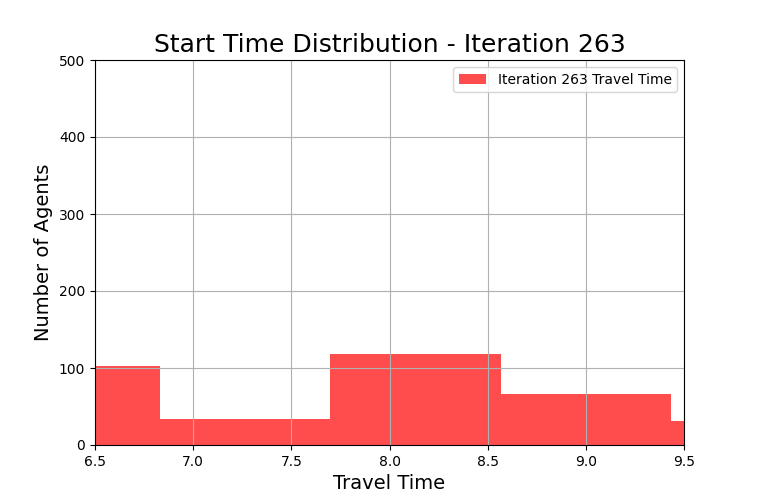 Start Time Distribution - Iteration 263
500
400
300
200
100
0
Number of Agents
Iteration 263 Travel Time
6.5 7.0 7.5 8.0 8.5 9.0 9.5
Travel Time